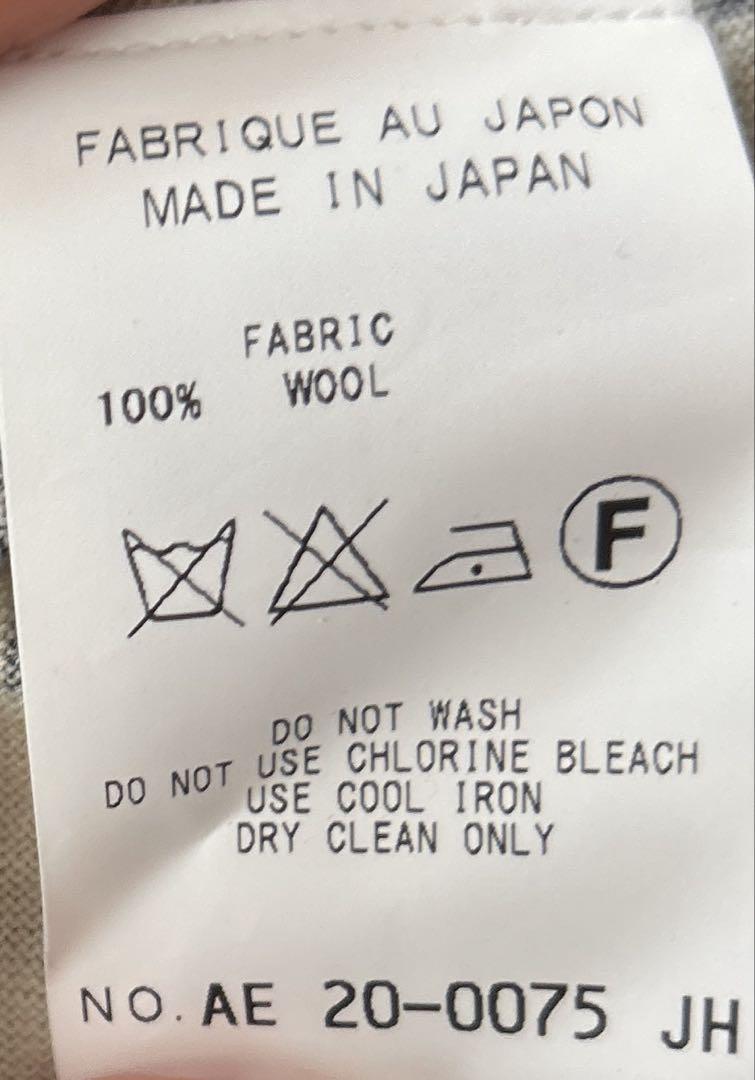 FABRIQUE AU JAPON
MADE IN JAPAN
FABRIC
100% WOOL
F
DO NOT WASH
DO NOT USE CHLORINE BLEACH
USE COOL IRON
DRY CLEAN ONLY
NO. AE 20-0075 JH